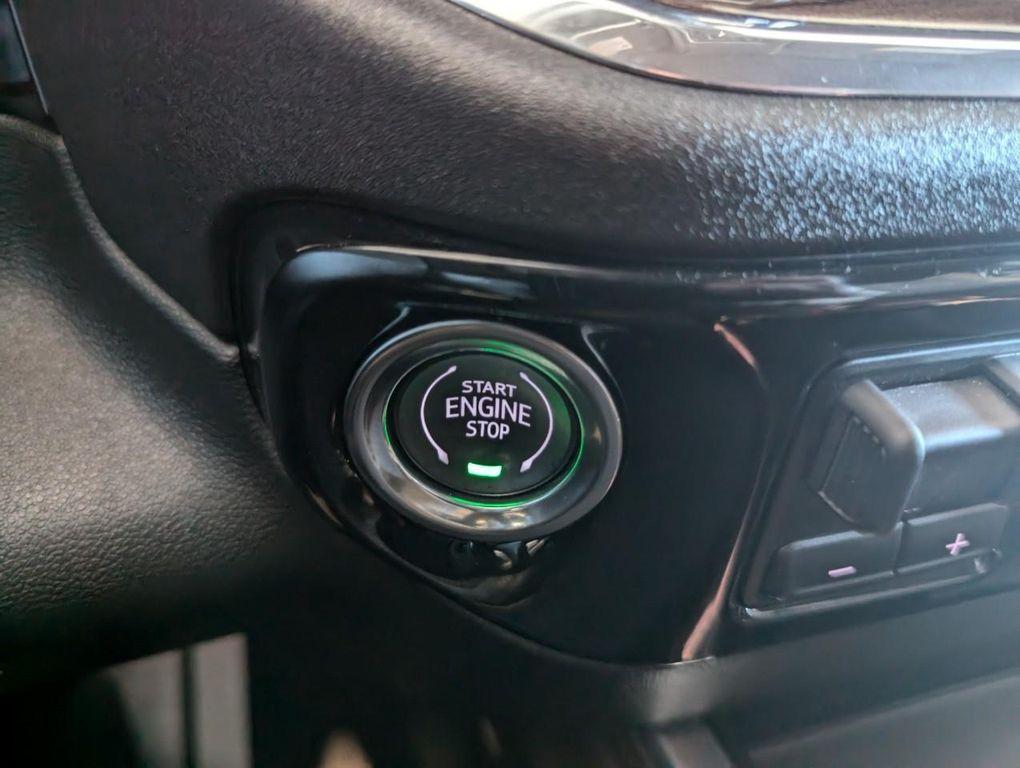 START
ENGINE
STOP
- +